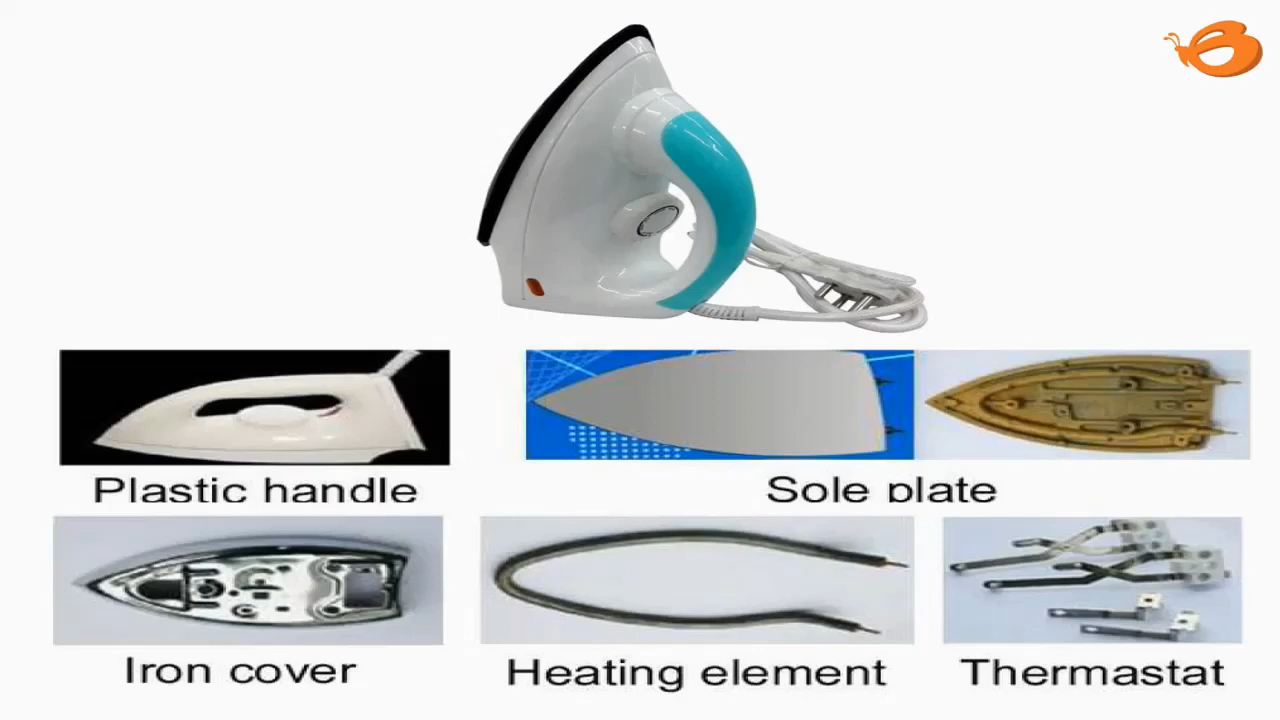 Plastic handle
Sole plate
Iron cover
Heating element
Thermastat